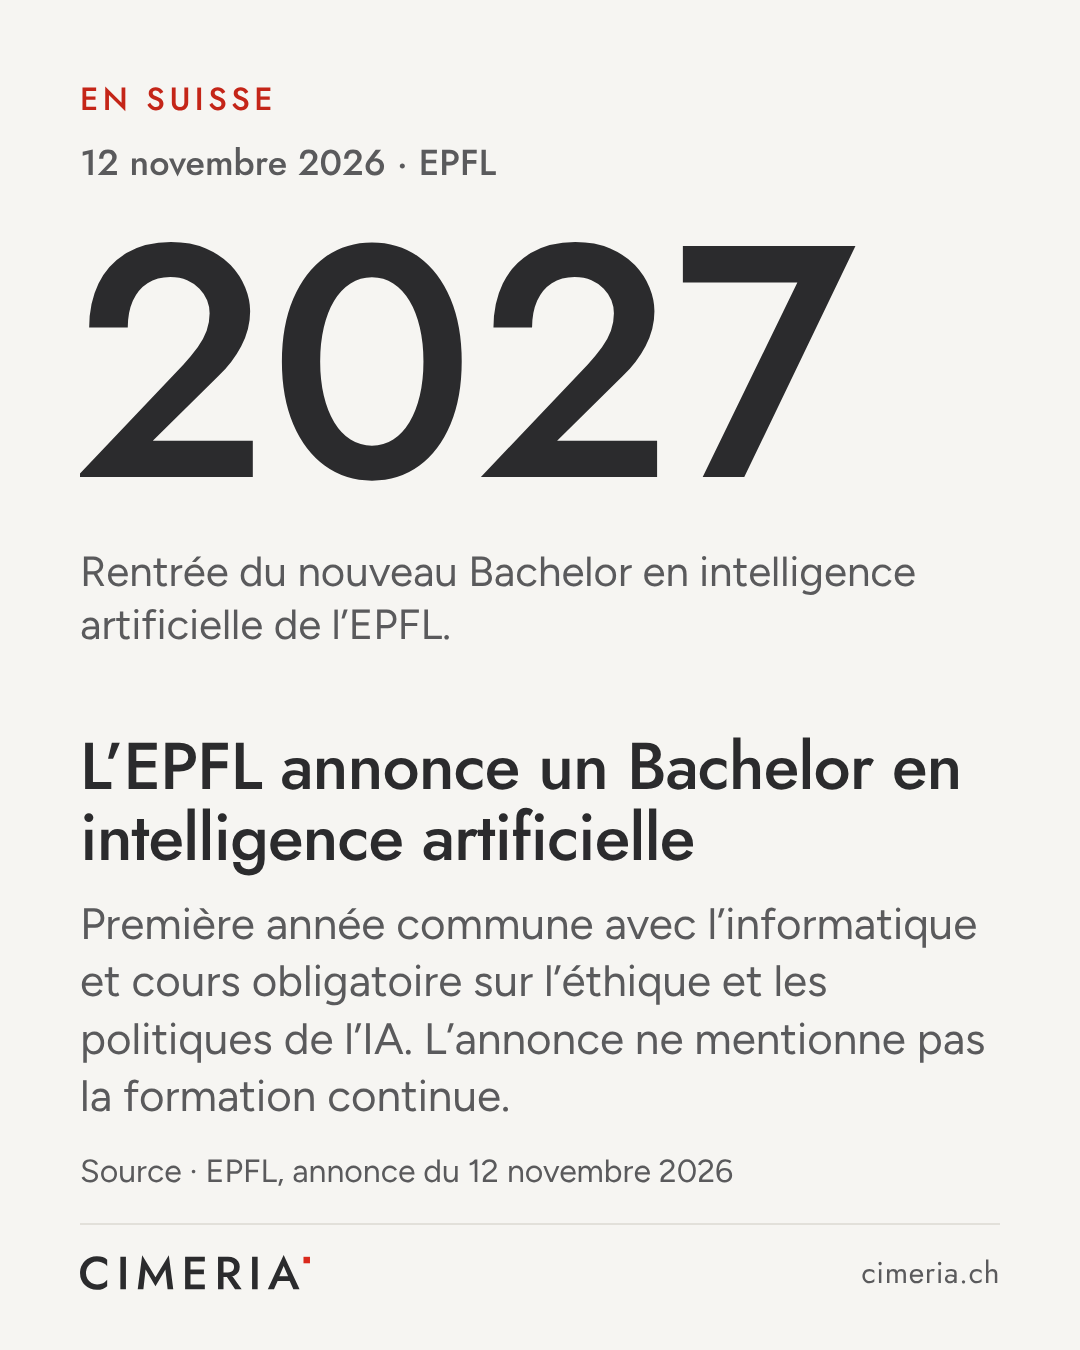 EN SUISSE
12 novembre 2026 · EPFL
2027
Rentrée du nouveau Bachelor en intelligence
artificielle de l’EPFL.
L’EPFL annonce un Bachelor en
intelligence artificielle
Première année commune avec l’informatique
et cours obligatoire sur l’éthique et les
politiques de l’IA. L’annonce ne mentionne pas
la formation continue.
Source · EPFL, annonce du 12 novembre 2026
CIMERIA
cimeria.ch